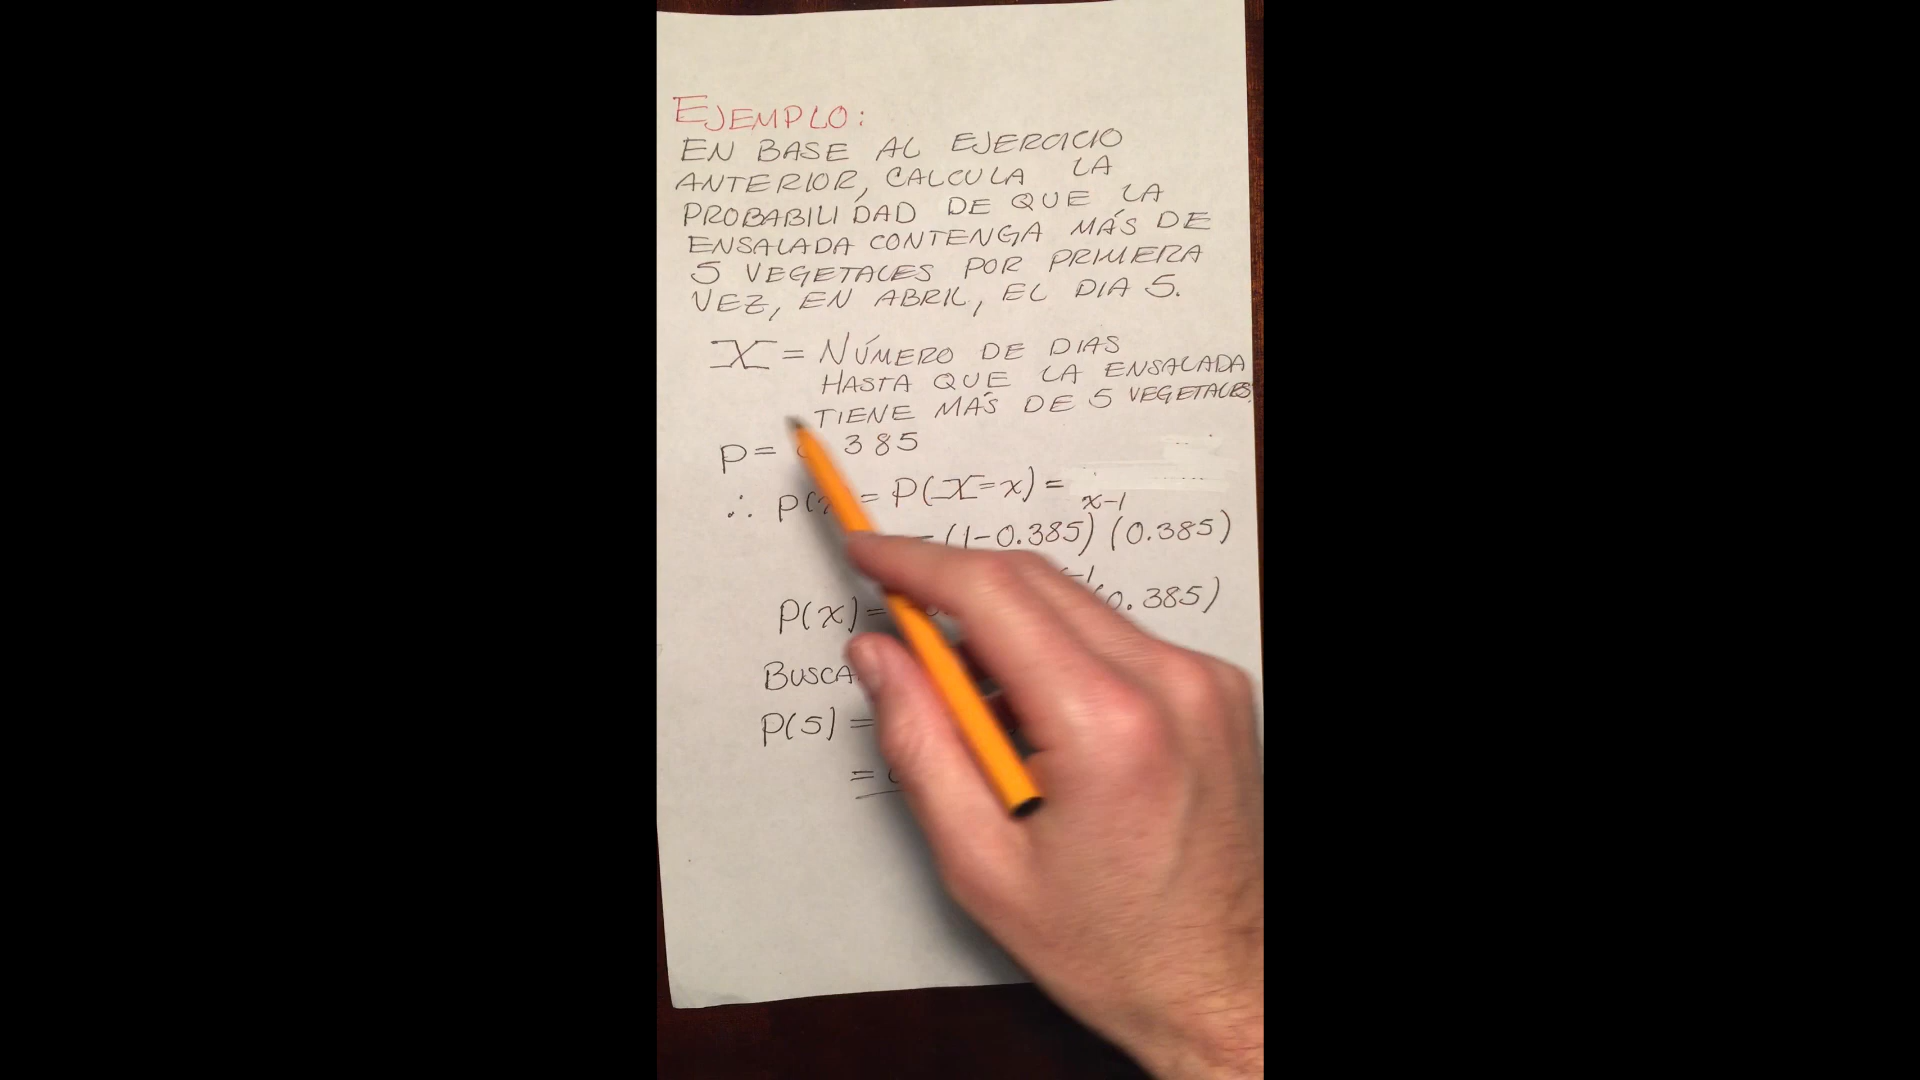 EJEMPLO:
EN BASE AL EJERCICIO
ANTERIOR, CALCULA LA
PROBABILIDAD DE QUE LA
ENSALADA CONTENGA MÁS DE
5 VEGETALES POR PRIMERA
VEZ, EN ABRIL, EL DIA 5.
X = NÚMERO DE DIAS
HASTA QUE LA ENSALADA
TIENE MÁS DE 5 VEGETALES.
P= 385
∴ P( = P(X=x) =
=(1-0.385)^{x-1} (0.385)
P(x)= (0.385)
P(5) =
=